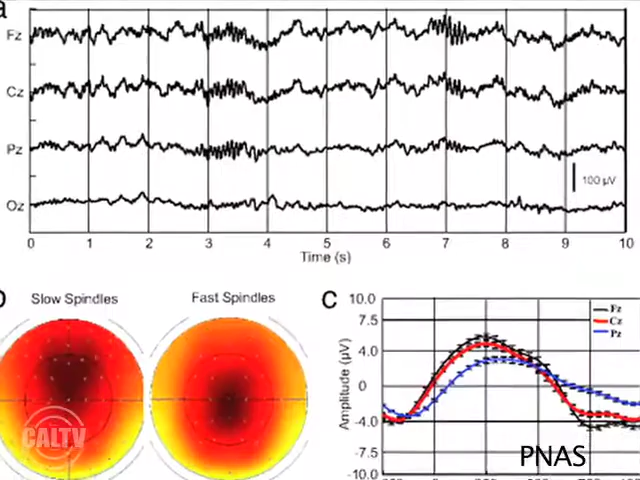 a
Fz
Cz
Pz
100 μV
Oz
0 1 2 3 4 5 6 7 8 9 10
Time (s)
Slow Spindles
Fast Spindles
C
10.0
Fz
7.5
Cz
Pz
4.0
0
-4.0
-7.5
-10.0
Amplitude (μV)
CALTV
PNAS